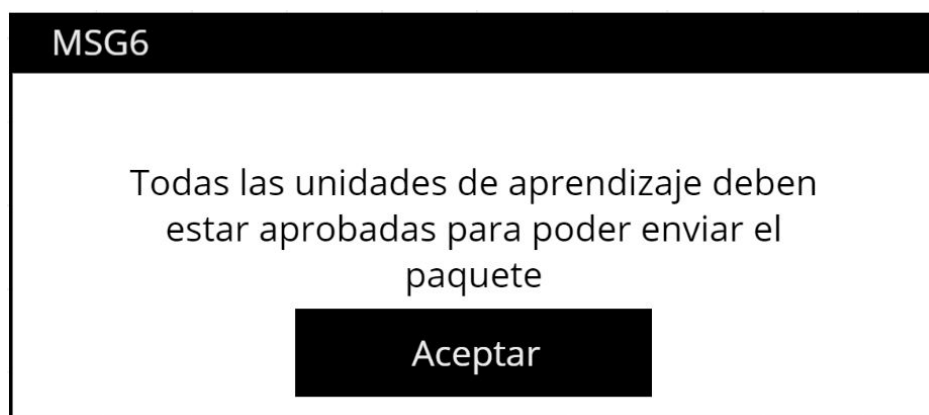 MSG6
Todas las unidades de aprendizaje deben
estar aprobadas para poder enviar el
paquete
Aceptar